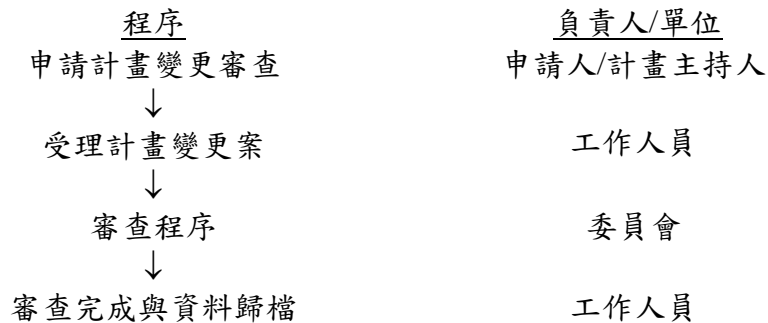 程序 負責人/單位
申請計畫變更審查 申請人/計畫主持人
↓
受理計畫變更案 工作人員
↓
審查程序 委員會
↓
審查完成與資料歸檔 工作人員